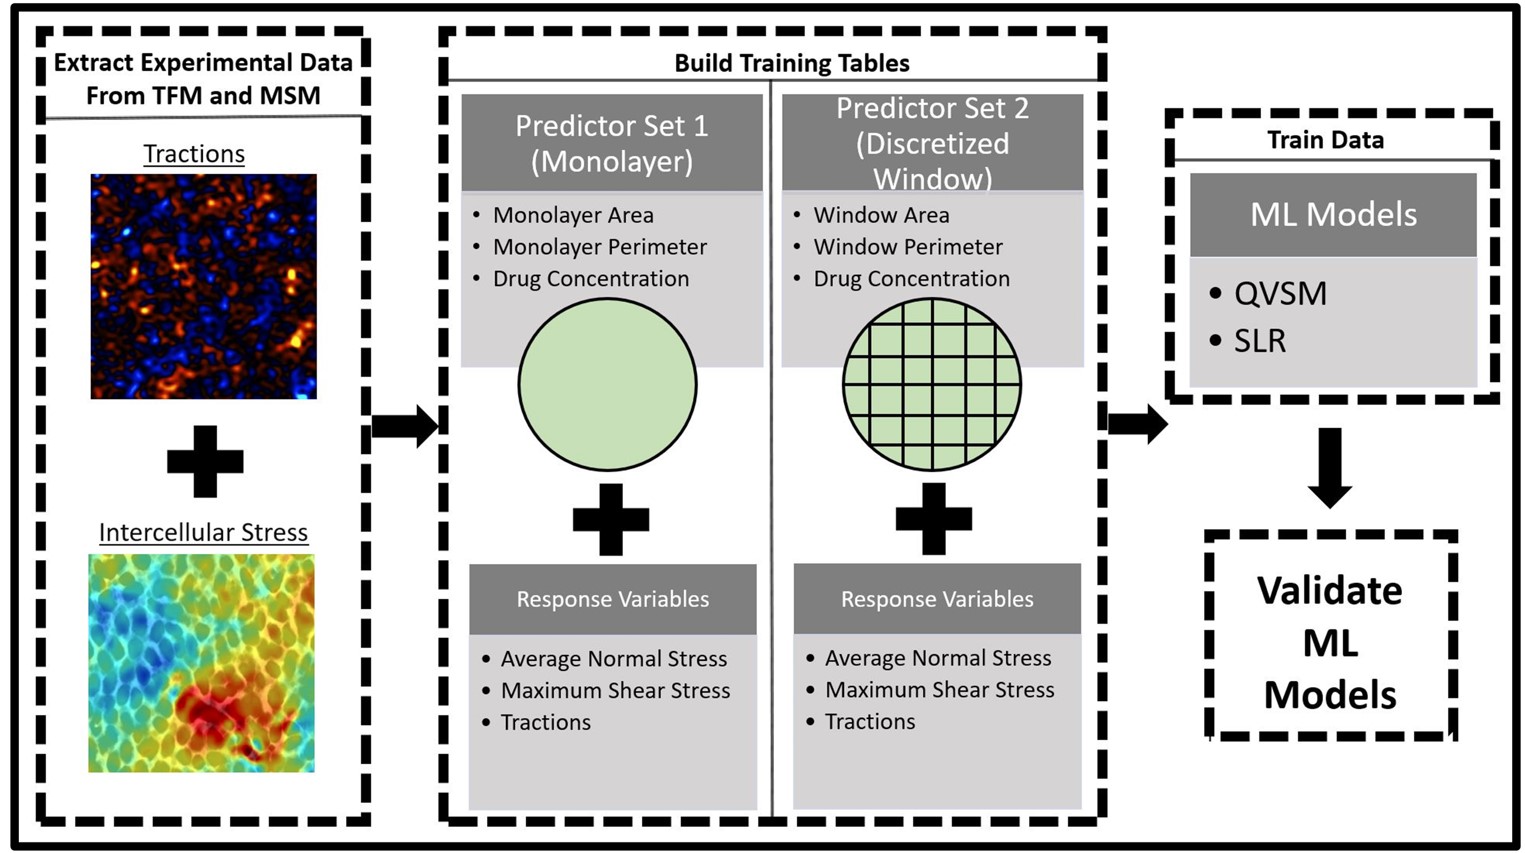 Extract Experimental Data
From TFM and MSM
Tractions
Intercellular Stress
Build Training Tables
Predictor Set 1
(Monolayer)
• Monolayer Area
• Monolayer Perimeter
• Drug Concentration
Response Variables
• Average Normal Stress
• Maximum Shear Stress
• Tractions
Predictor Set 2
(Discretized
Window)
• Window Area
• Window Perimeter
• Drug Concentration
Response Variables
• Average Normal Stress
• Maximum Shear Stress
• Tractions
Train Data
ML Models
• QVSM
• SLR
Validate
ML
Models